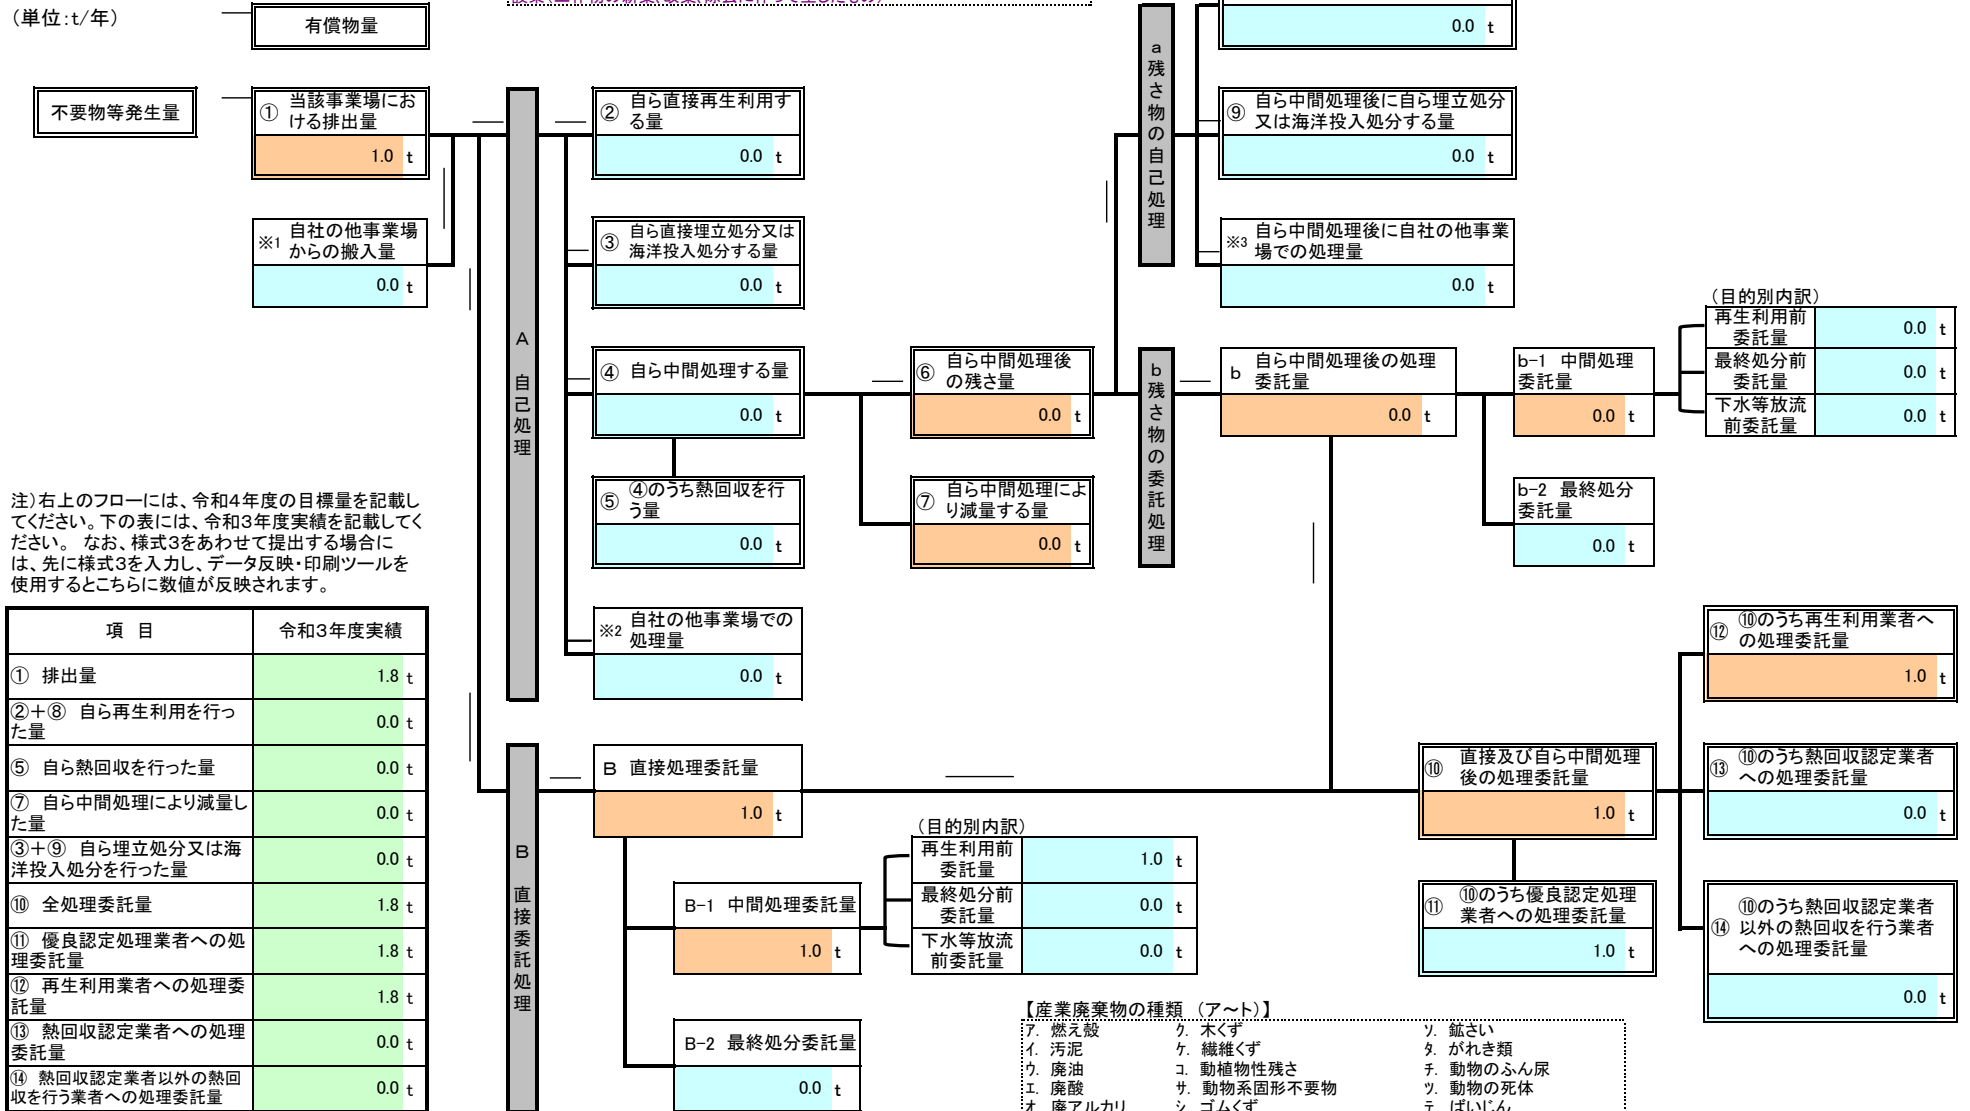 (単位:t/年)
有償物量
0.0 t
不要物等発生量
① 当該事業場にお
ける排出量
1.0 t
※1 自社の他事業場
からの搬入量
0.0 t
A 自己処理
② 自ら直接再生利用す
る量
0.0 t
③ 自ら直接埋立処分又は
海洋投入処分する量
0.0 t
④ 自ら中間処理する量
0.0 t
⑤ ④のうち熱回収を行
う量
0.0 t
※2 自社の他事業場での
処理量
0.0 t
⑥ 自ら中間処理後
の残さ量
0.0 t
⑦ 自ら中間処理によ
り減量する量
0.0 t
a 残さ物の自己処理
⑨ 自ら中間処理後に自ら埋立処分
又は海洋投入処分する量
0.0 t
※3 自ら中間処理後に自社の他事業
場での処理量
0.0 t
b 残さ物の委託処理
b 自ら中間処理後の処理
委託量
0.0 t
b-1 中間処理
委託量
0.0 t
b-2 最終処分
委託量
0.0 t
(目的別内訳)
再生利用前
委託量
0.0 t
最終処分前
委託量
0.0 t
下水等放流
前委託量
0.0 t
注)右上のフローには、令和4年度の目標量を記載し
てください。下の表には、令和3年度実績を記載してく
ださい。 なお、様式3をあわせて提出する場合に
は、先に様式3を入力し、データ反映・印刷ツールを
使用するとこちらに数値が反映されます。
項 目 令和3年度実績
① 排出量 1.8 t
②+⑧ 自ら再生利用を行っ
た量 0.0 t
⑤ 自ら熱回収を行った量 0.0 t
⑦ 自ら中間処理により減量し
た量 0.0 t
③+⑨ 自ら埋立処分又は海
洋投入処分を行った量 0.0 t
⑩ 全処理委託量 1.8 t
⑪ 優良認定処理業者への処
理委託量 1.8 t
⑫ 再生利用業者への処理委
託量 1.8 t
⑬ 熱回収認定業者への処理
委託量 0.0 t
⑭ 熱回収認定業者以外の熱回
収を行う業者への処理委託量 0.0 t
B 直接委託処理
B 直接処理委託量
1.0 t
B-1 中間処理委託量
1.0 t
B-2 最終処分委託量
0.0 t
(目的別内訳)
再生利用前
委託量
1.0 t
最終処分前
委託量
0.0 t
下水等放流
前委託量
0.0 t
⑩ 直接及び自ら中間処理
後の処理委託量
1.0 t
⑪ ⑩のうち優良認定処理
業者への処理委託量
1.0 t
⑫ ⑩のうち再生利用業者へ
の処理委託量
1.0 t
⑬ ⑩のうち熱回収認定業者
への処理委託量
0.0 t
⑭ ⑩のうち熱回収認定業者
以外の熱回収を行う業者
への処理委託量
0.0 t
【産業廃棄物の種類 (ア~ト)】
ア. 燃え殻 ク. 木くず ソ. 鉱さい
イ. 汚泥 ケ. 繊維くず タ. がれき類
ウ. 廃油 コ. 動植物性残さ チ. 動物のふん尿
エ. 廃酸 サ. 動物系固形不要物 ツ. 動物の死体
オ. 廃アルカリ シ. ゴムくず テ. ばいじん